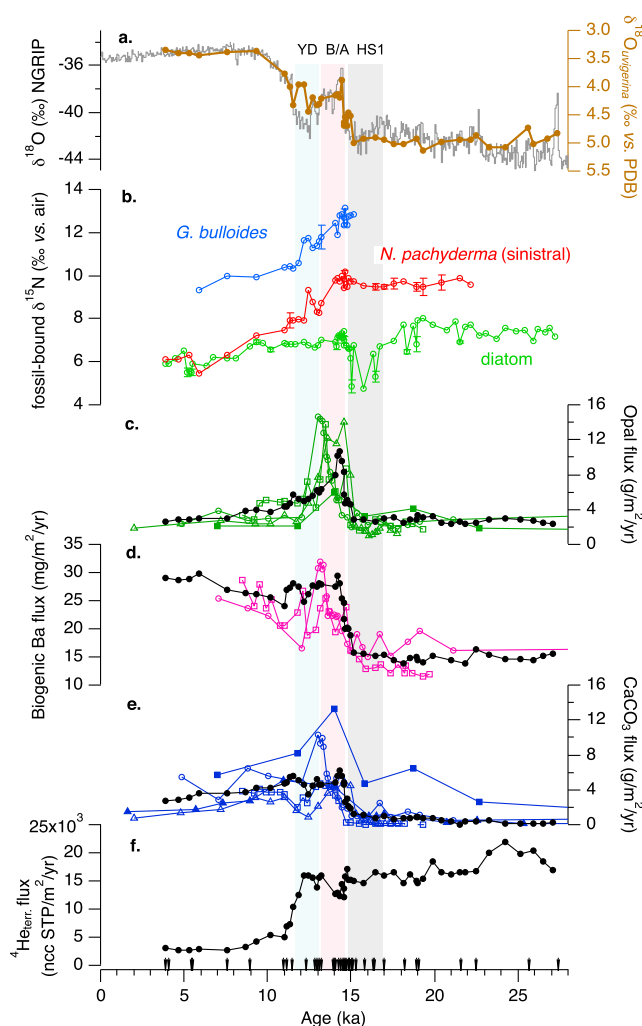 a.
YD B/A HS1
-36
-40
-44
δ¹⁸O (‰) NGRIP
3.0
3.5
4.0
4.5
5.0
5.5
δ¹⁸Ouvigerina (‰ vs. PDB)
b.
14
12
10
8
6
4
fossil-bound δ¹⁵N (‰ vs. air)
G. bulloides
N. pachyderma (sinistral)
diatom
c.
16
12
8
4
0
Opal flux (g/m²/yr)
d.
35
30
25
20
15
10
Biogenic Ba flux (mg/m²/yr)
e.
16
12
8
4
0
CaCO₃ flux (g/m²/yr)
f.
25x10³
20
15
10
5
0
⁴Heterr. flux
(ncc STP/m²/yr)
0 5 10 15 20 25
Age (ka)